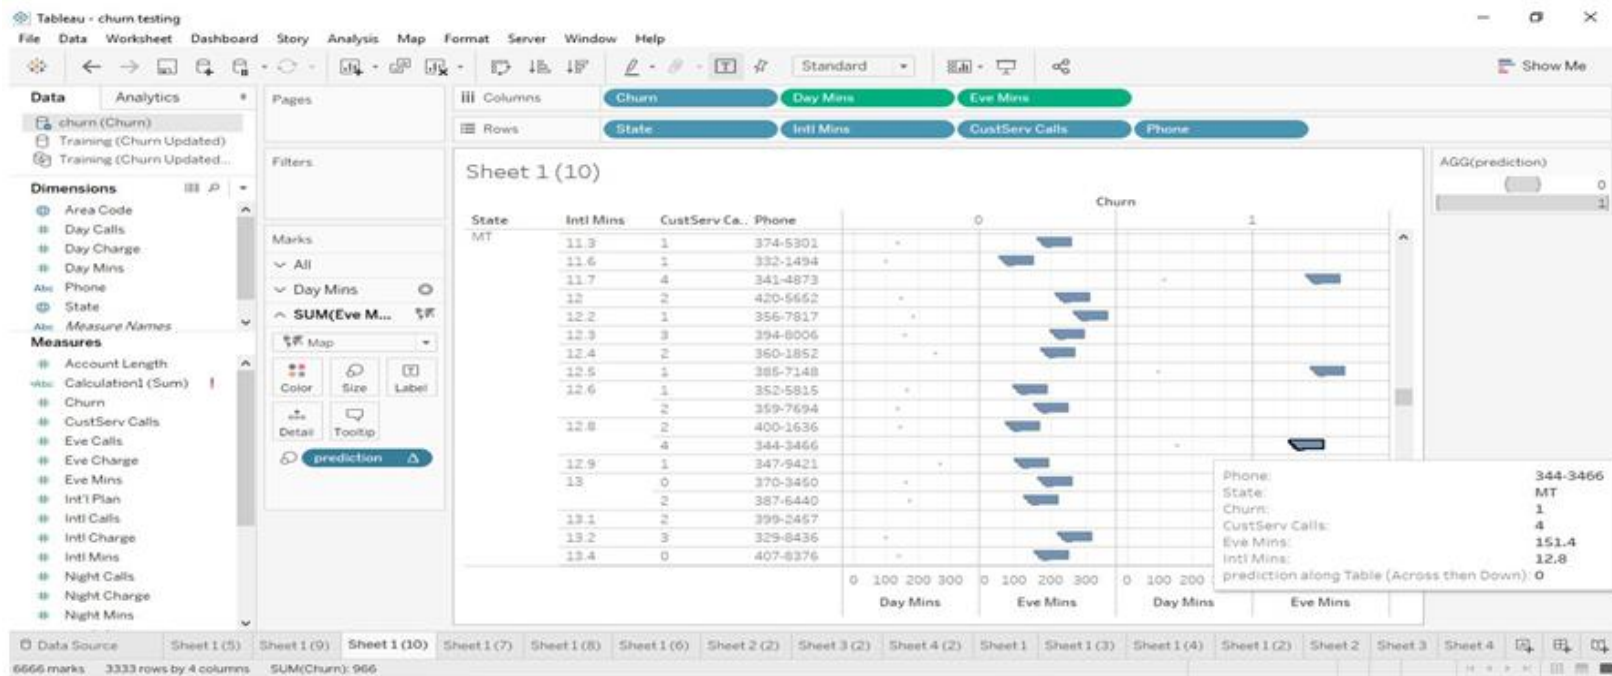 Tableau - churn testing
File Data Worksheet Dashboard Story Analysis Map Format Server Window Help
Standard
Show Me
Data Analytics
churn (Churn)
Training (Churn Updated)
Training (Churn Updated...
Dimensions
Area Code
Day Calls
Day Charge
Day Mins
Abc Phone
State
Abc Measure Names
Measures
Account Length
Calculation1 (Sum) !
Churn
CustServ Calls
Eve Calls
Eve Charge
Eve Mins
Int'l Plan
Intl Calls
Intl Charge
Intl Mins
Night Calls
Night Charge
Night Mins
Pages
Filters
Marks
All
Day Mins
SUM(Eve M...
Map
Color Size Label
Detail Tooltip
prediction Δ
Columns Churn Day Mins Eve Mins
Rows State Intl Mins CustServ Calls Phone
Sheet 1 (10)
Churn
State Intl Mins CustServ Ca.. Phone 0 1
MT 11.3 1 374-5301
11.6 1 332-1494
11.7 4 341-4873
12 2 420-5652
12.2 1 356-7817
12.3 3 394-8006
12.4 2 360-1852
12.5 1 385-7148
12.6 1 352-5815
2 359-7694
12.8 2 400-1636
4 344-3466
12.9 1 347-9421
13 0 370-3450
2 387-6440
13.1 2 399-2457
13.2 3 329-8436
13.4 0 407-8376
0 100 200 300 0 100 200 300 0 100 200
Day Mins Eve Mins Day Mins Eve Mins
Phone: 344-3466
State: MT
Churn: 1
CustServ Calls: 4
Eve Mins: 151.4
Intl Mins: 12.8
prediction along Table (Across then Down): 0
AGG(prediction)
0
1
Data Source Sheet 1 (5) Sheet 1 (9) Sheet 1 (10) Sheet 1 (7) Sheet 1 (8) Sheet 1 (6) Sheet 2 (2) Sheet 3 (2) Sheet 4 (2) Sheet 1 Sheet 1 (3) Sheet 1 (4) Sheet 1 (2) Sheet 2 Sheet 3 Sheet 4
6666 marks 3333 rows by 4 columns SUM(Churn): 966